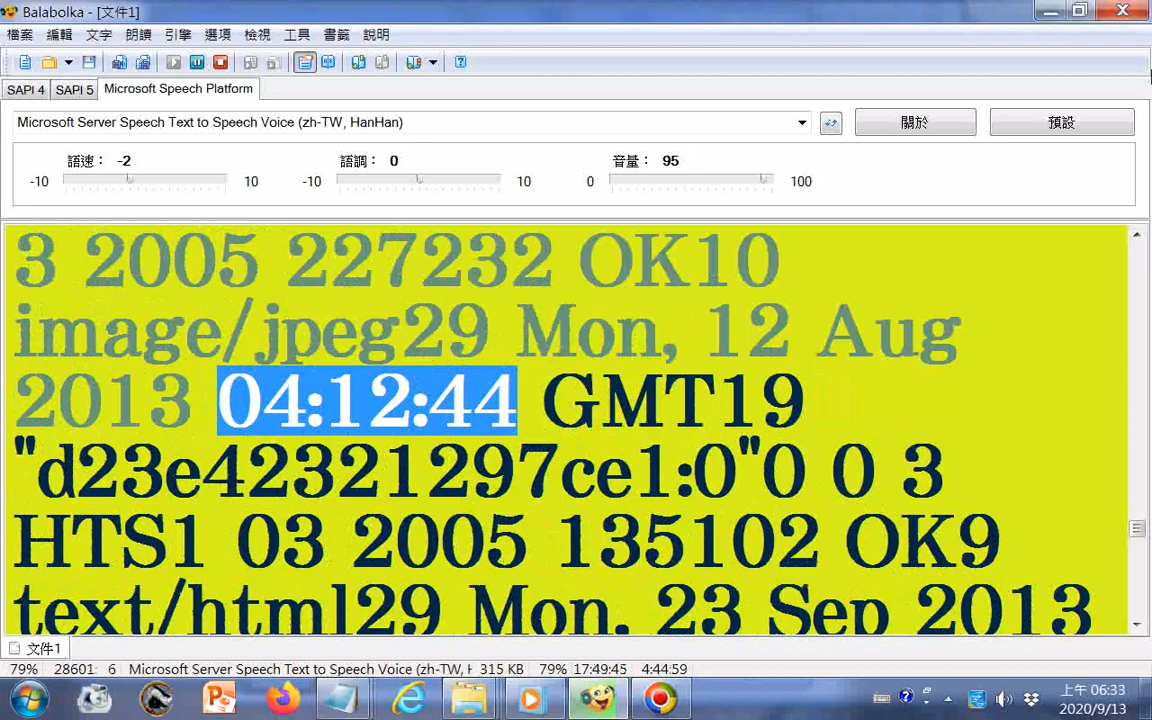 Balabolka - [文件1]
檔案 編輯 文字 朗讀 引擎 選項 檢視 工具 書籤 說明
SAPI 4 SAPI 5 Microsoft Speech Platform
Microsoft Server Speech Text to Speech Voice (zh-TW, HanHan)
關於 預設
語速： -2 語調： 0 音量： 95
-10 10 -10 10 0 100
3 2005 227232 OK10
image/jpeg29 Mon, 12 Aug
2013 04:12:44 GMT19
"d23e42321297ce1:0"0 0 3
HTS1 03 2005 135102 OK9
text/html29 Mon, 23 Sep 2013
文件1
79% 28601: 6 Microsoft Server Speech Text to Speech Voice (zh-TW, H 315 KB 79% 17:49:45 4:44:59
上午 06:33
2020/9/13